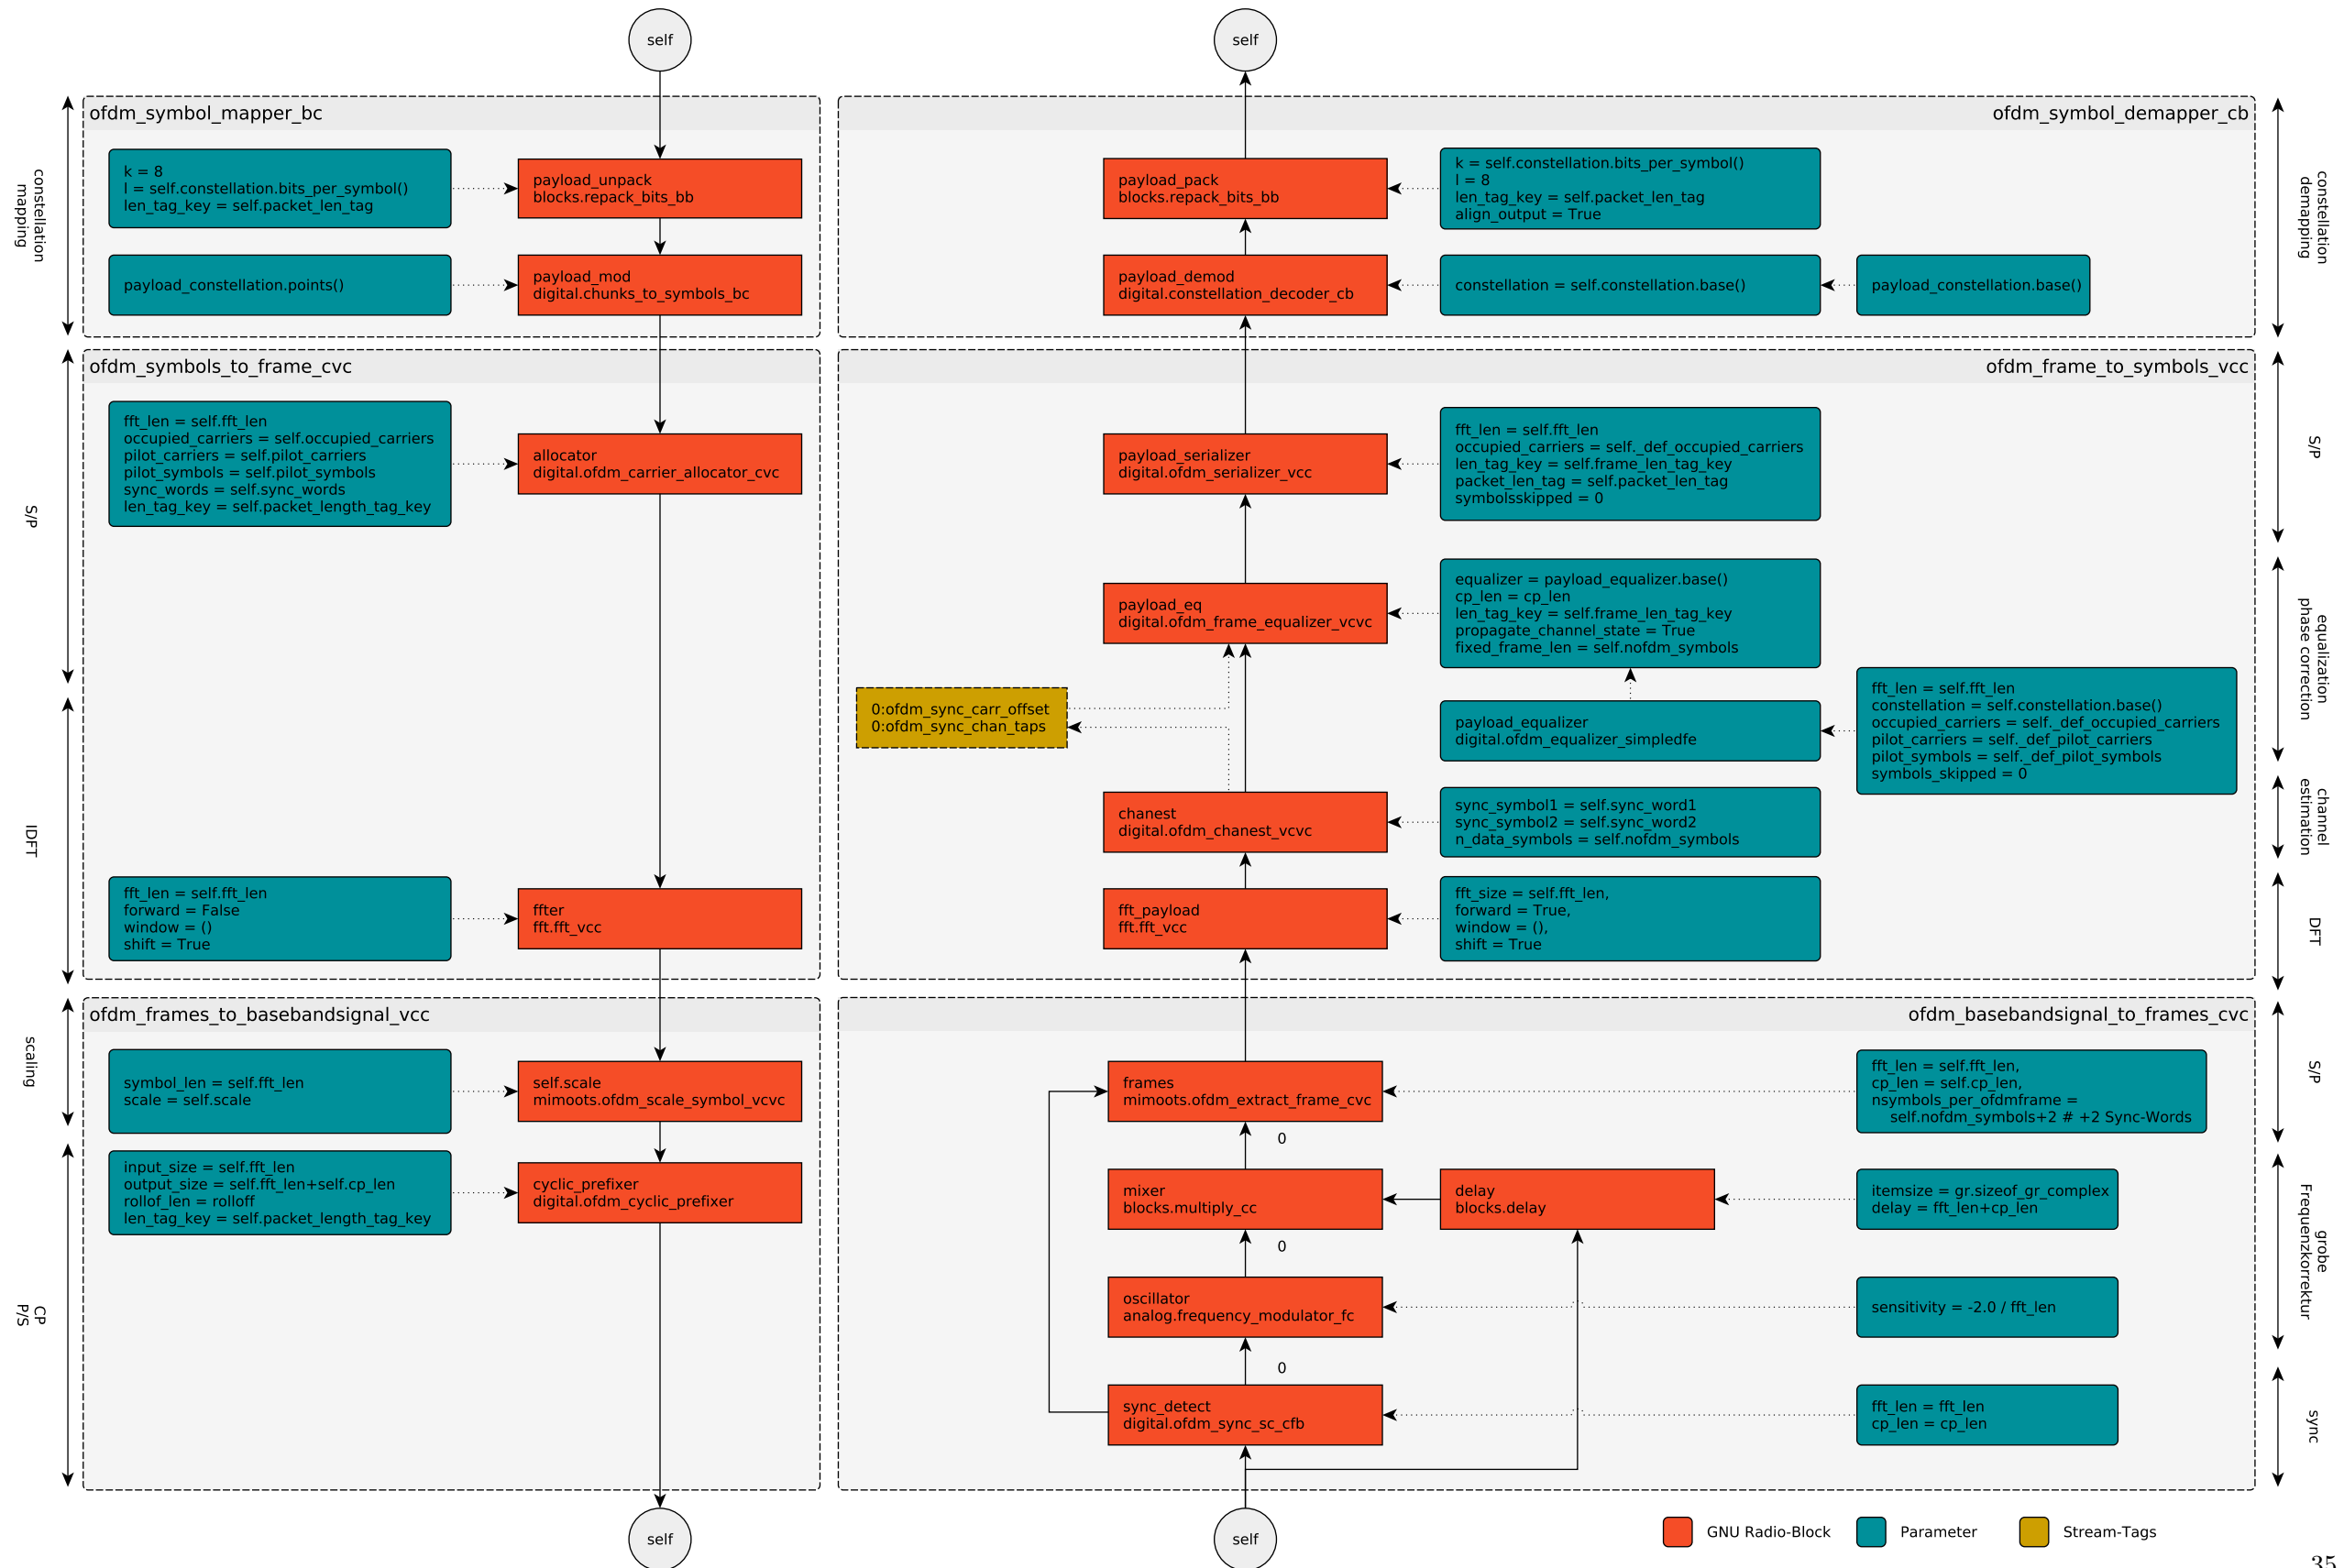 self
self
ofdm_symbol_mapper_bc
constellation
mapping
k = 8
l = self.constellation.bits_per_symbol()
len_tag_key = self.packet_len_tag
payload_unpack
blocks.repack_bits_bb
payload_constellation.points()
payload_mod
digital.chunks_to_symbols_bc
ofdm_symbol_demapper_cb
payload_pack
blocks.repack_bits_bb
k = self.constellation.bits_per_symbol()
l = 8
len_tag_key = self.packet_len_tag
align_output = True
payload_demod
digital.constellation_decoder_cb
constellation = self.constellation.base()
payload_constellation.base()
constellation
demapping
ofdm_symbols_to_frame_cvc
S/P
fft_len = self.fft_len
occupied_carriers = self.occupied_carriers
pilot_carriers = self.pilot_carriers
pilot_symbols = self.pilot_symbols
sync_words = self.sync_words
len_tag_key = self.packet_length_tag_key
allocator
digital.ofdm_carrier_allocator_cvc
IDFT
fft_len = self.fft_len
forward = False
window = ()
shift = True
ffter
fft.fft_vcc
ofdm_frame_to_symbols_vcc
payload_serializer
digital.ofdm_serializer_vcc
fft_len = self.fft_len
occupied_carriers = self._def_occupied_carriers
len_tag_key = self.frame_len_tag_key
packet_len_tag = self.packet_len_tag
symbolsskipped = 0
S/P
payload_eq
digital.ofdm_frame_equalizer_vcvc
equalizer = payload_equalizer.base()
cp_len = cp_len
len_tag_key = self.frame_len_tag_key
propagate_channel_state = True
fixed_frame_len = self.nofdm_symbols
equalization
phase correction
0:ofdm_sync_carr_offset
0:ofdm_sync_chan_taps
payload_equalizer
digital.ofdm_equalizer_simpledfe
fft_len = self.fft_len
constellation = self.constellation.base()
occupied_carriers = self._def_occupied_carriers
pilot_carriers = self._def_pilot_carriers
pilot_symbols = self._def_pilot_symbols
symbols_skipped = 0
chanest
digital.ofdm_chanest_vcvc
sync_symbol1 = self.sync_word1
sync_symbol2 = self.sync_word2
n_data_symbols = self.nofdm_symbols
channel
estimation
fft_payload
fft.fft_vcc
fft_size = self.fft_len,
forward = True,
window = (),
shift = True
DFT
ofdm_frames_to_basebandsignal_vcc
scaling
symbol_len = self.fft_len
scale = self.scale
self.scale
mimoots.ofdm_scale_symbol_vcvc
CP
P/S
input_size = self.fft_len
output_size = self.fft_len+self.cp_len
rollof_len = rolloff
len_tag_key = self.packet_length_tag_key
cyclic_prefixer
digital.ofdm_cyclic_prefixer
ofdm_basebandsignal_to_frames_cvc
frames
mimoots.ofdm_extract_frame_cvc
fft_len = self.fft_len,
cp_len = self.cp_len,
nsymbols_per_ofdmframe =
self.nofdm_symbols+2 # +2 Sync-Words
S/P
0
mixer
blocks.multiply_cc
delay
blocks.delay
itemsize = gr.sizeof_gr_complex
delay = fft_len+cp_len
grobe
Frequenzkorrektur
0
oscillator
analog.frequency_modulator_fc
sensitivity = -2.0 / fft_len
0
sync_detect
digital.ofdm_sync_sc_cfb
fft_len = fft_len
cp_len = cp_len
sync
self
self
GNU Radio-Block
Parameter
Stream-Tags
35